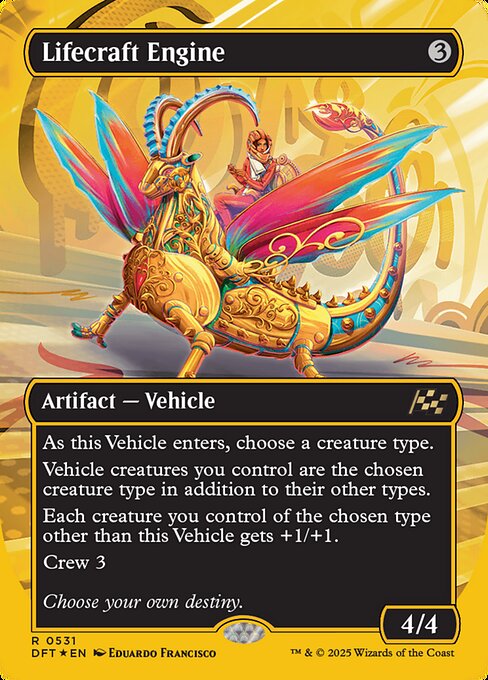 Lifecraft Engine 3
Artifact — Vehicle
As this Vehicle enters, choose a creature type.
Vehicle creatures you control are the chosen
creature type in addition to their other types.
Each creature you control of the chosen type
other than this Vehicle gets +1/+1.
Crew 3
Choose your own destiny.
4/4
R 0531
DFT★EN Eduardo Francisco
™ & © 2025 Wizards of the Coast